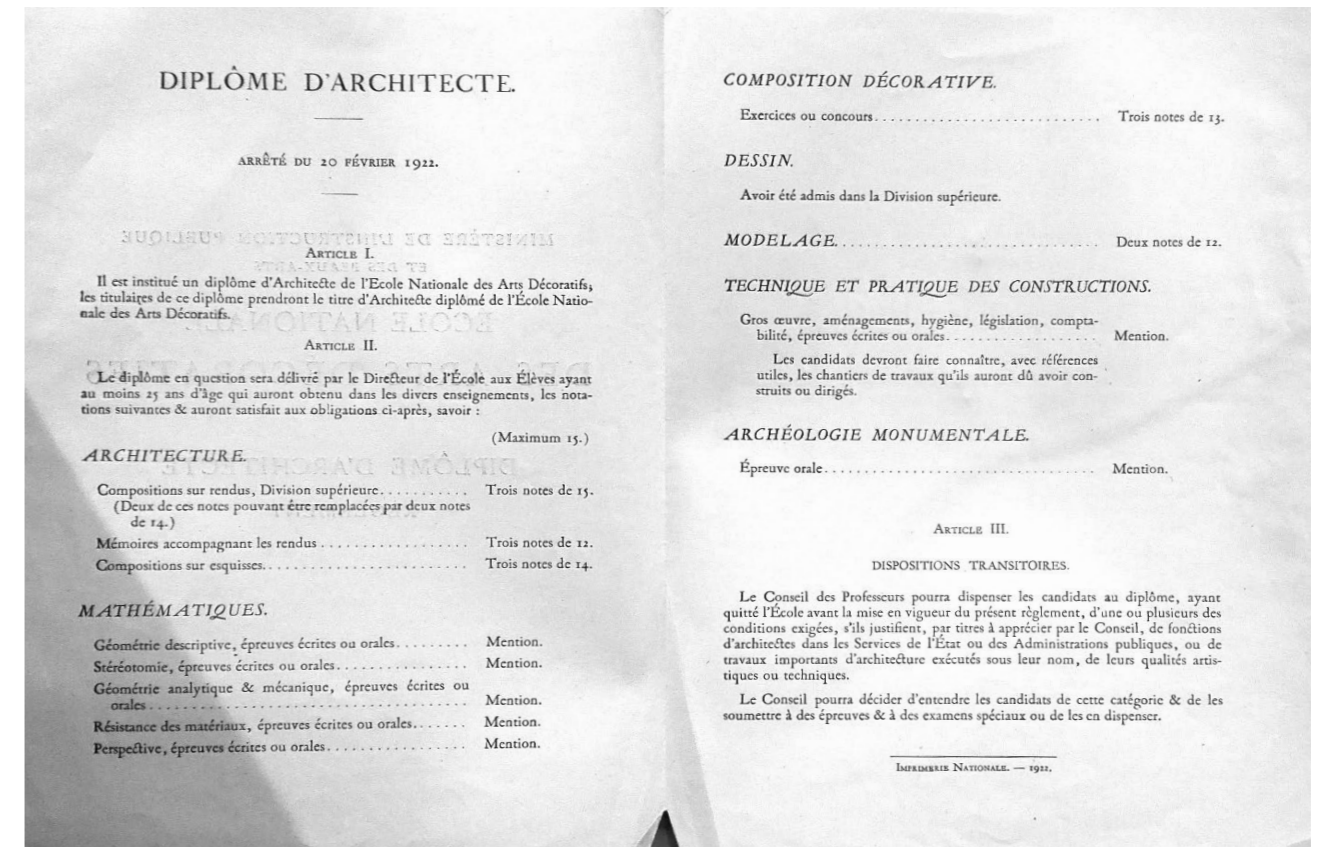 DIPLÔME D'ARCHITECTE.
ARRÊTÉ DU 20 FÉVRIER 1922.
ARTICLE I.
Il est institué un diplôme d'Architecte de l'Ecole Nationale des Arts Décoratifs,
les titulaires de ce diplôme prendront le titre d'Architecte diplômé de l'École Natio-
nale des Arts Décoratifs.
ARTICLE II.
Le diplôme en question sera délivré par le Directeur de l'École aux Élèves ayant
au moins 25 ans d'âge qui auront obtenu dans les divers enseignements, les nota-
tions suivantes & auront satisfait aux obligations ci-après, savoir :
(Maximum 15.)
ARCHITECTURE.
Compositions sur rendus, Division supérieure........... Trois notes de 15.
(Deux de ces notes pouvant être remplacées par deux notes
de 14.)
Mémoires accompagnant les rendus.................. Trois notes de 12.
Compositions sur esquisses......................... Trois notes de 14.
MATHÉMATIQUES.
Géométrie descriptive, épreuves écrites ou orales......... Mention.
Stéréotomie, épreuves écrites ou orales................ Mention.
Géométrie analytique & mécanique, épreuves écrites ou
orales....................................... Mention.
Résistance des matériaux, épreuves écrites ou orales....... Mention.
Perspective, épreuves écrites ou orales................. Mention.
COMPOSITION DÉCORATIVE.
Exercices ou concours............................ Trois notes de 13.
DESSIN.
Avoir été admis dans la Division supérieure.
MODELAGE................................ Deux notes de 12.
TECHNIQUE ET PRATIQUE DES CONSTRUCTIONS.
Gros œuvre, aménagements, hygiène, législation, compta-
bilité, épreuves écrites ou orales................... Mention.
Les candidats devront faire connaître, avec références
utiles, les chantiers de travaux qu'ils auront dû avoir con-
struits ou dirigés.
ARCHÉOLOGIE MONUMENTALE.
Épreuve orale................................. Mention.
ARTICLE III.
DISPOSITIONS TRANSITOIRES.
Le Conseil des Professeurs pourra dispenser les candidats au diplôme, ayant
quitté l'École avant la mise en vigueur du présent règlement, d'une ou plusieurs des
conditions exigées, s'ils justifient, par titres à apprécier par le Conseil, de fonctions
d'architectes dans les Services de l'État ou des Administrations publiques, ou de
travaux importants d'architecture exécutés sous leur nom, de leurs qualités artis-
tiques ou techniques.
Le Conseil pourra décider d'entendre les candidats de cette catégorie & de les
soumettre à des épreuves & à des examens spéciaux ou de les en dispenser.
IMPRIMERIE NATIONALE. — 1922.